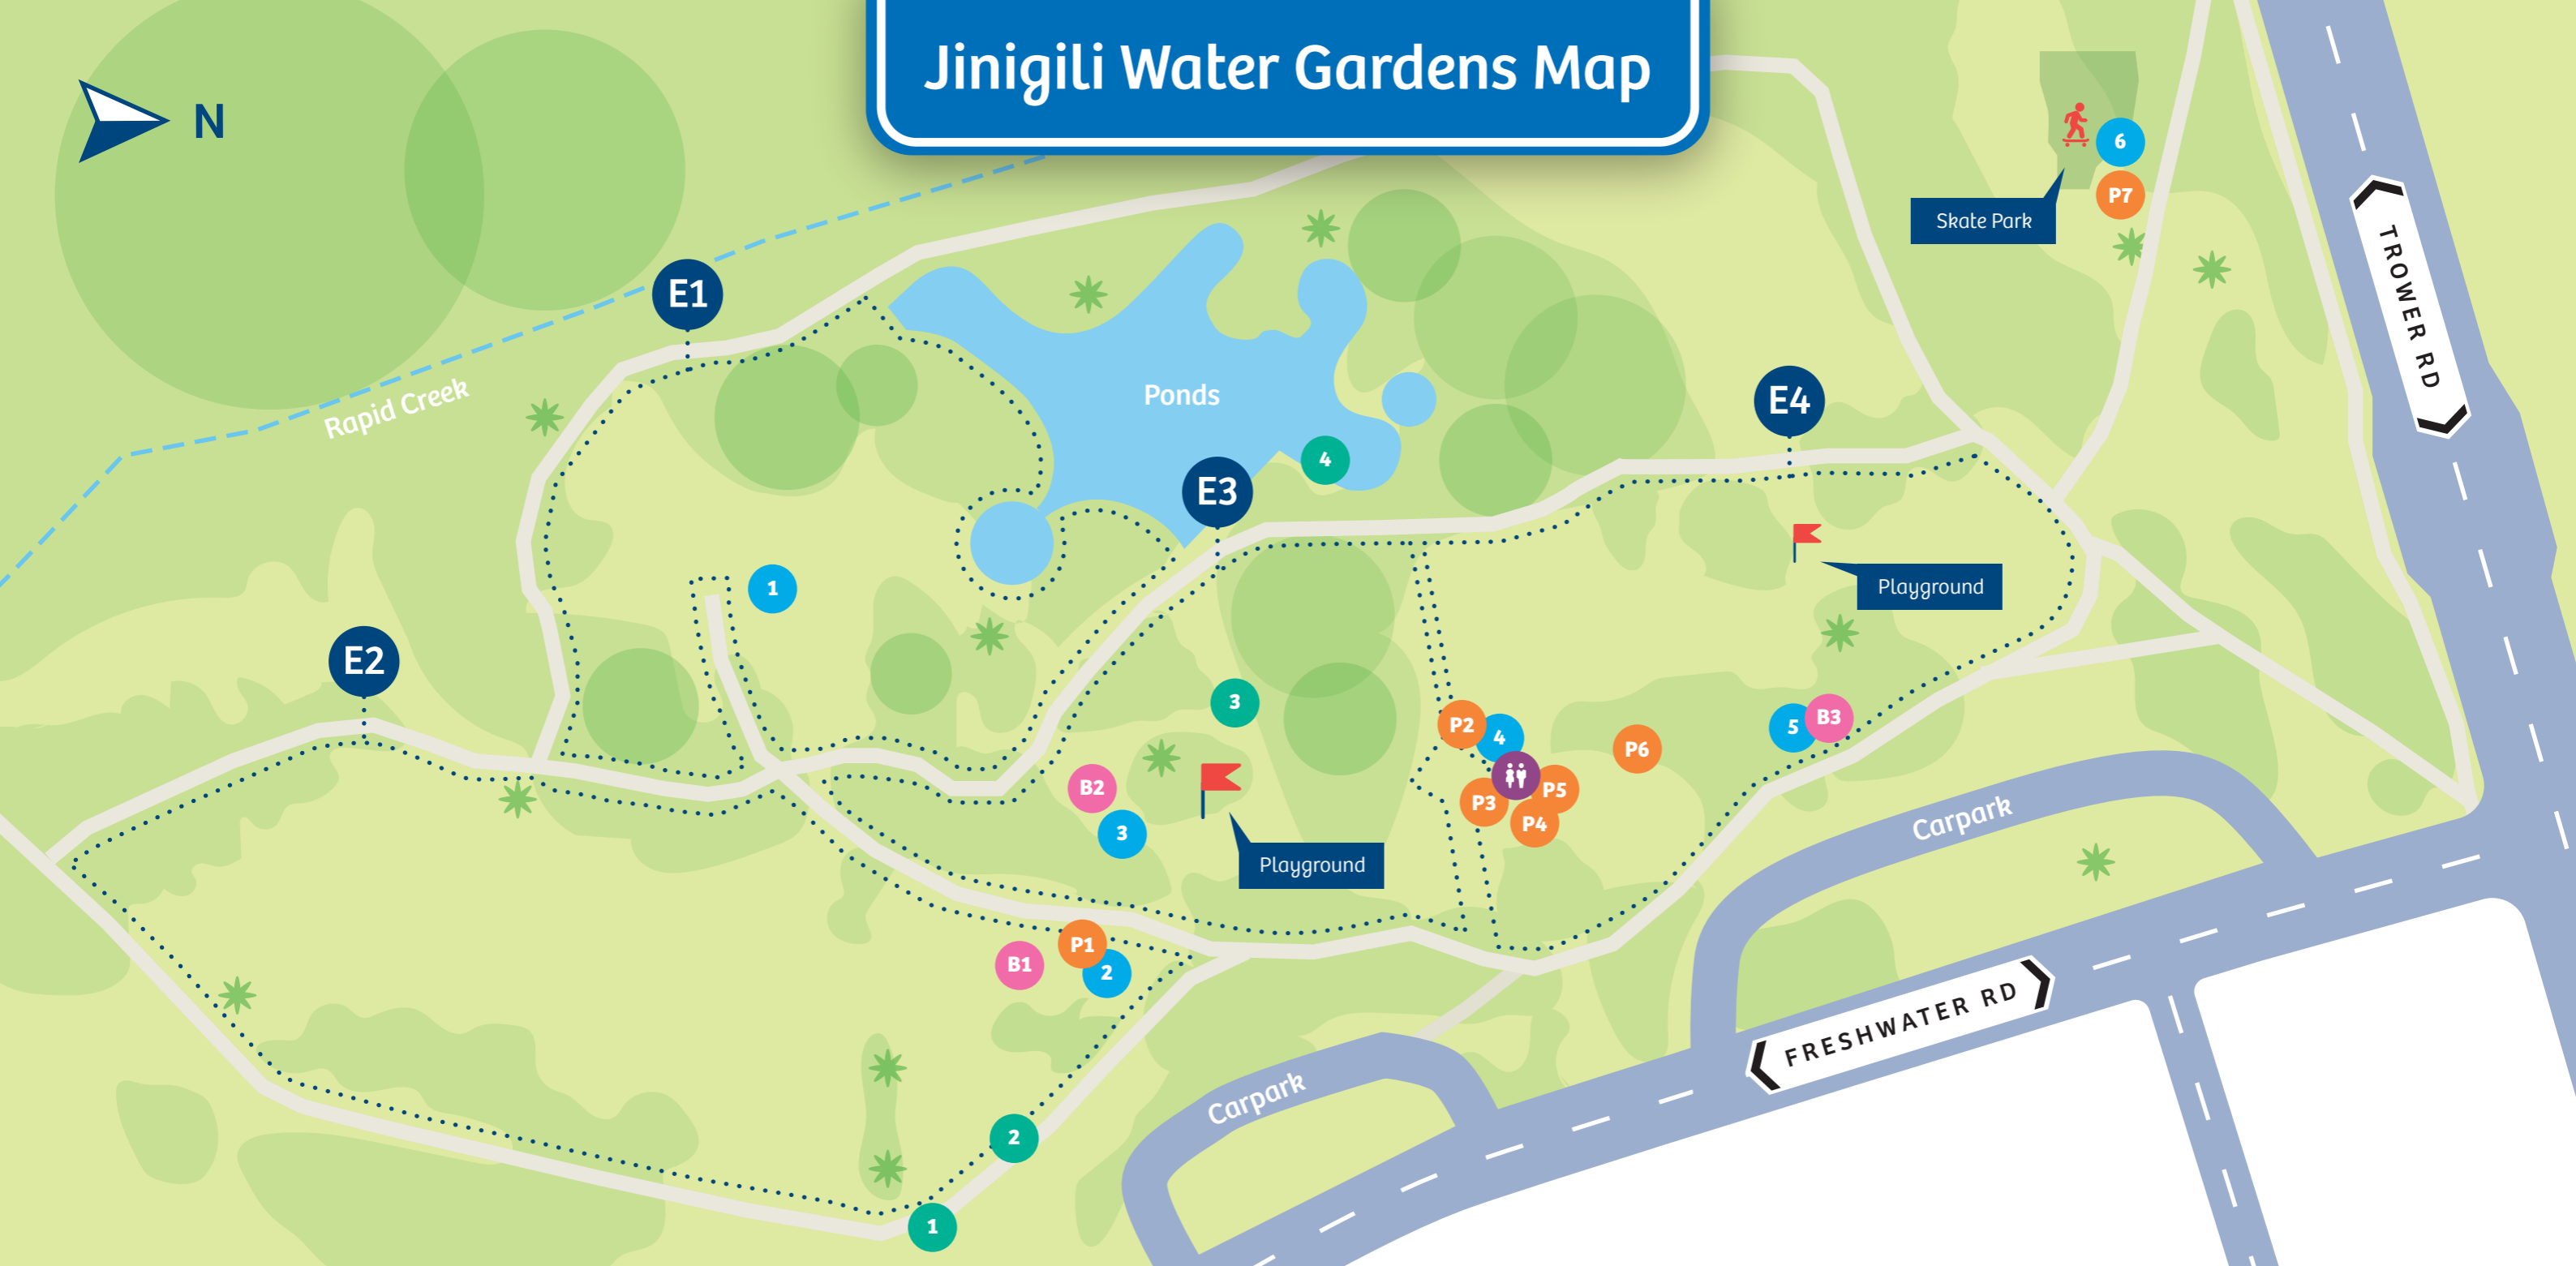 Jinigili Water Gardens Map
N
6
Skate Park
P7
TROWER RD
E1
Rapid Creek
Ponds
E4
4
E3
Playground
1
E2
3
P2
4
5
B3
P6
B2
P3
P5
P4
3
Playground
Carpark
P1
B1
2
FRESHWATER RD
Carpark
2
1